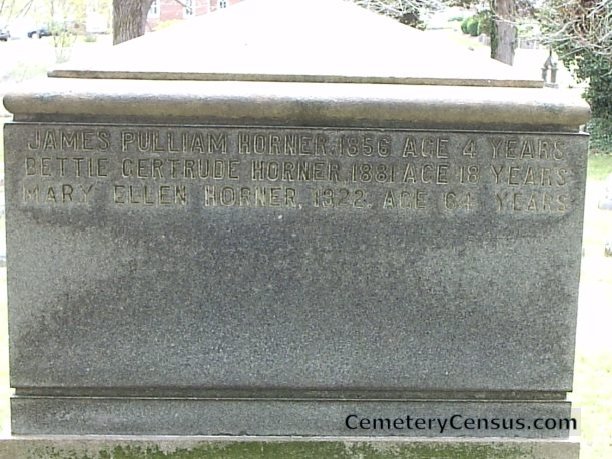 JAMES PULLIAM HORNER, 1856 AGE 4 YEARS
BETTIE GERTRUDE HORNER, 1881 AGE 18 YEARS
MARY ELLEN HORNER, 1922, AGE 64 YEARS
CemeteryCensus.com